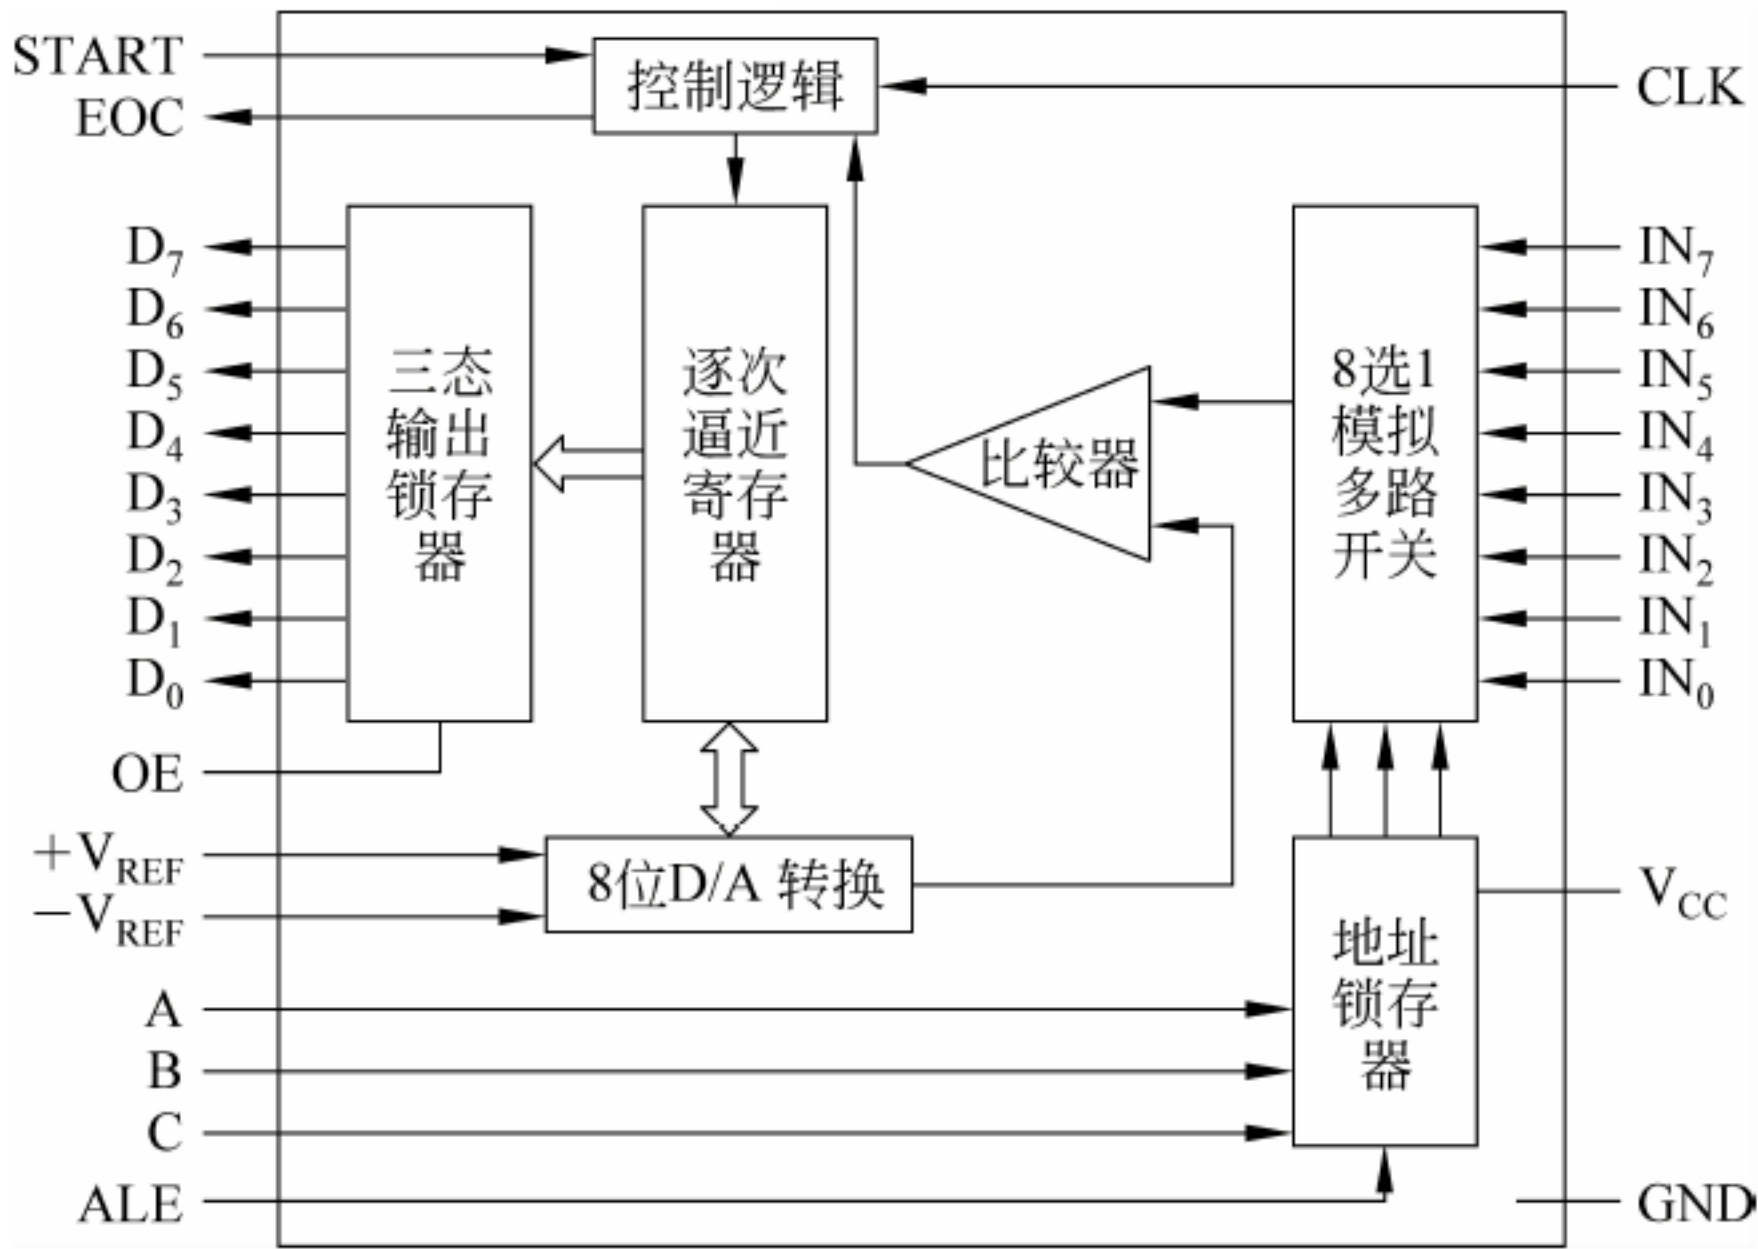 START
EOC
控制逻辑
CLK
D7
D6
D5
D4
D3
D2
D1
D0
三态
输出
锁存
器
逐次
逼近
寄存
器
比较器
8选1
模拟
多路
开关
IN7
IN6
IN5
IN4
IN3
IN2
IN1
IN0
OE
+VREF
−VREF
8位D/A 转换
VCC
地址
锁存
器
A
B
C
ALE
GND